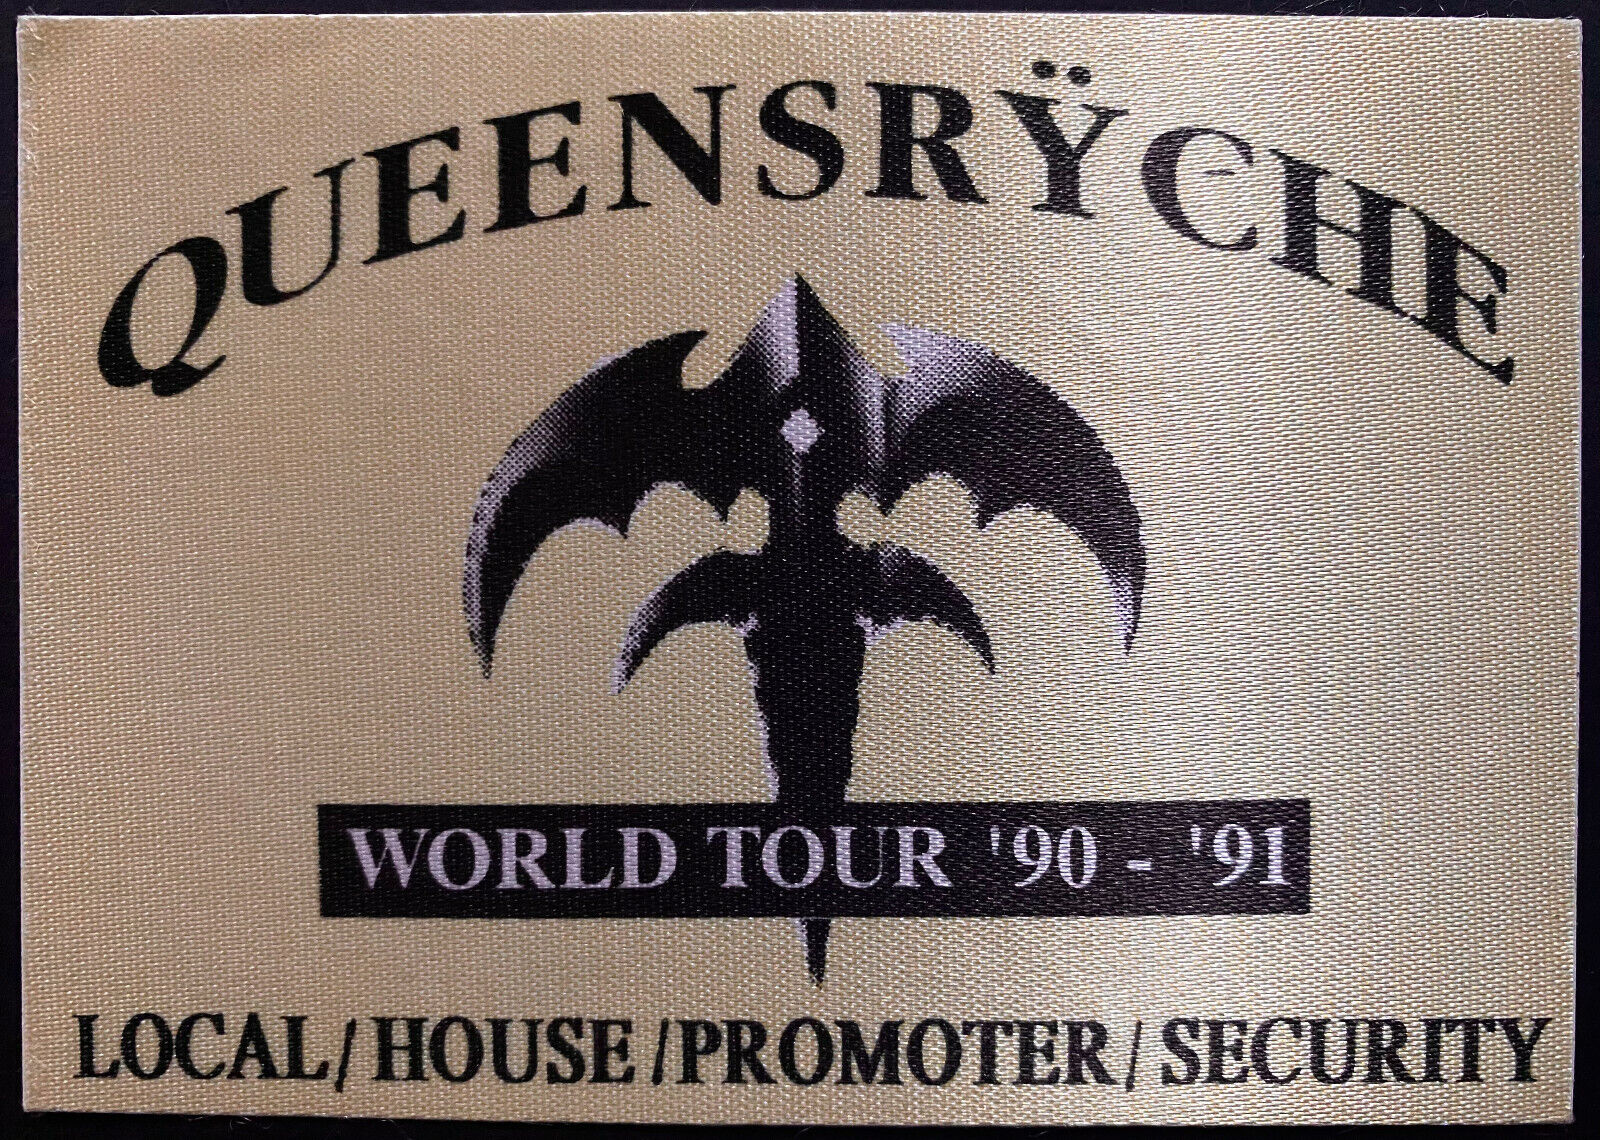 QUEENSRŸCHE
WORLD TOUR '90 - '91
LOCAL/HOUSE/PROMOTER/SECURITY